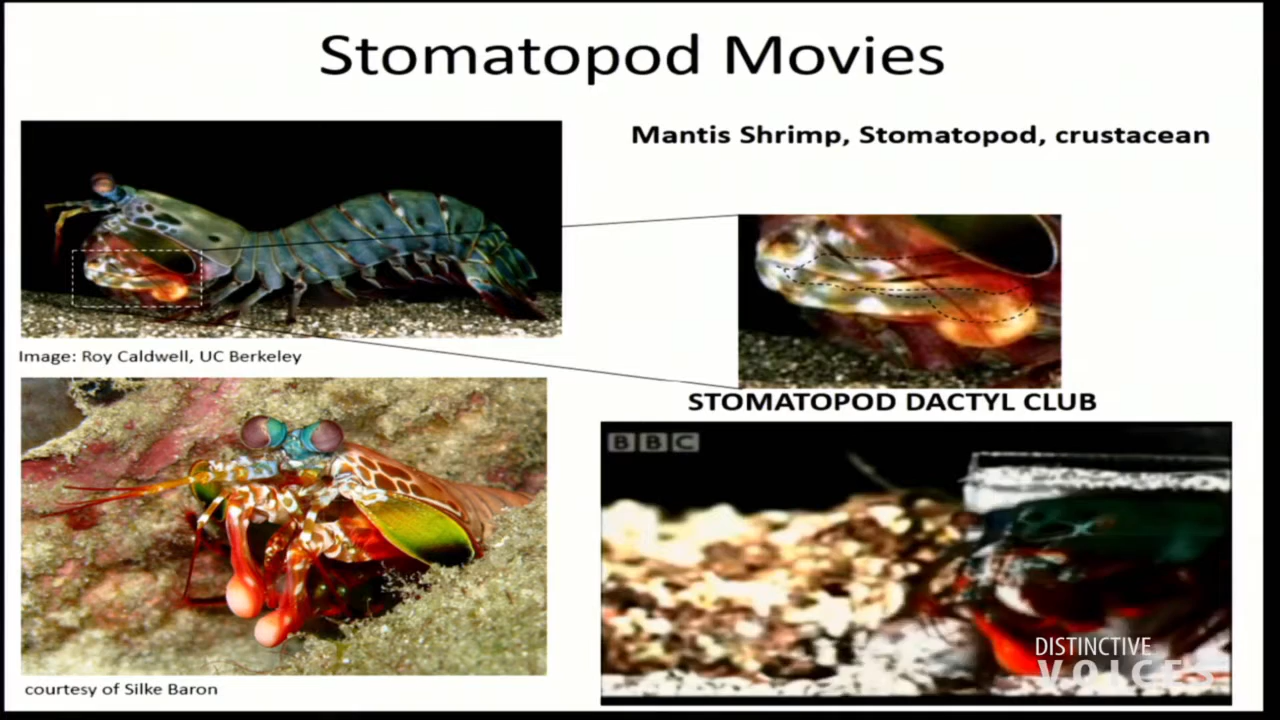 Stomatopod Movies
Mantis Shrimp, Stomatopod, crustacean
Image: Roy Caldwell, UC Berkeley
STOMATOPOD DACTYL CLUB
BBC
courtesy of Silke Baron
DISTINCTIVE
VOICES